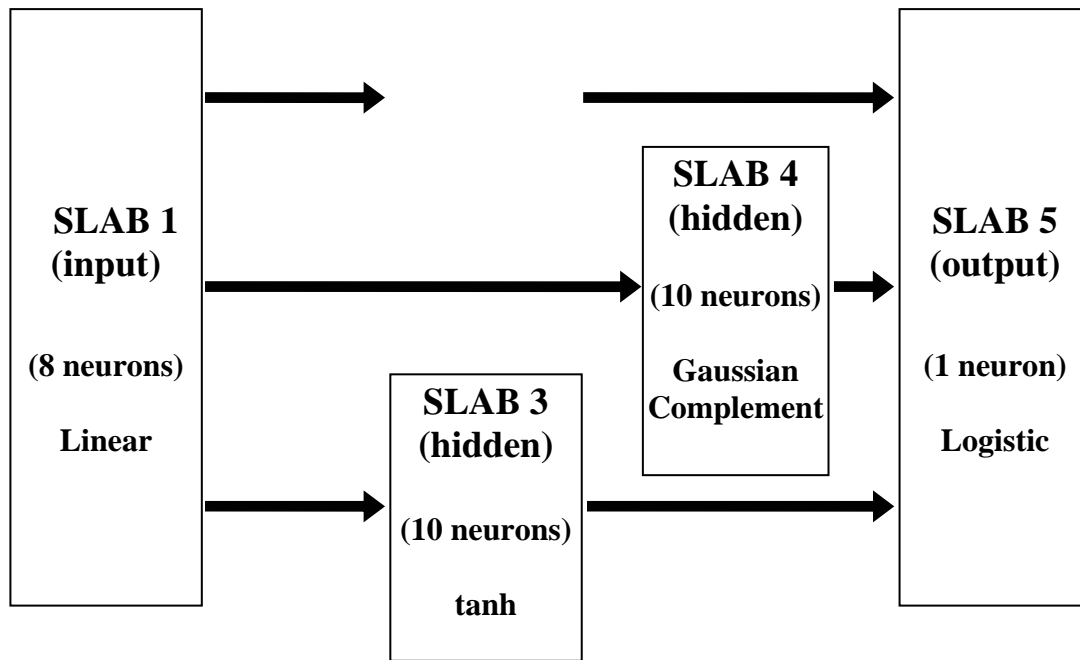 SLAB 1
(input)
(8 neurons)
Linear
SLAB 3
(hidden)
(10 neurons)
tanh
SLAB 4
(hidden)
(10 neurons)
Gaussian
Complement
SLAB 5
(output)
(1 neuron)
Logistic